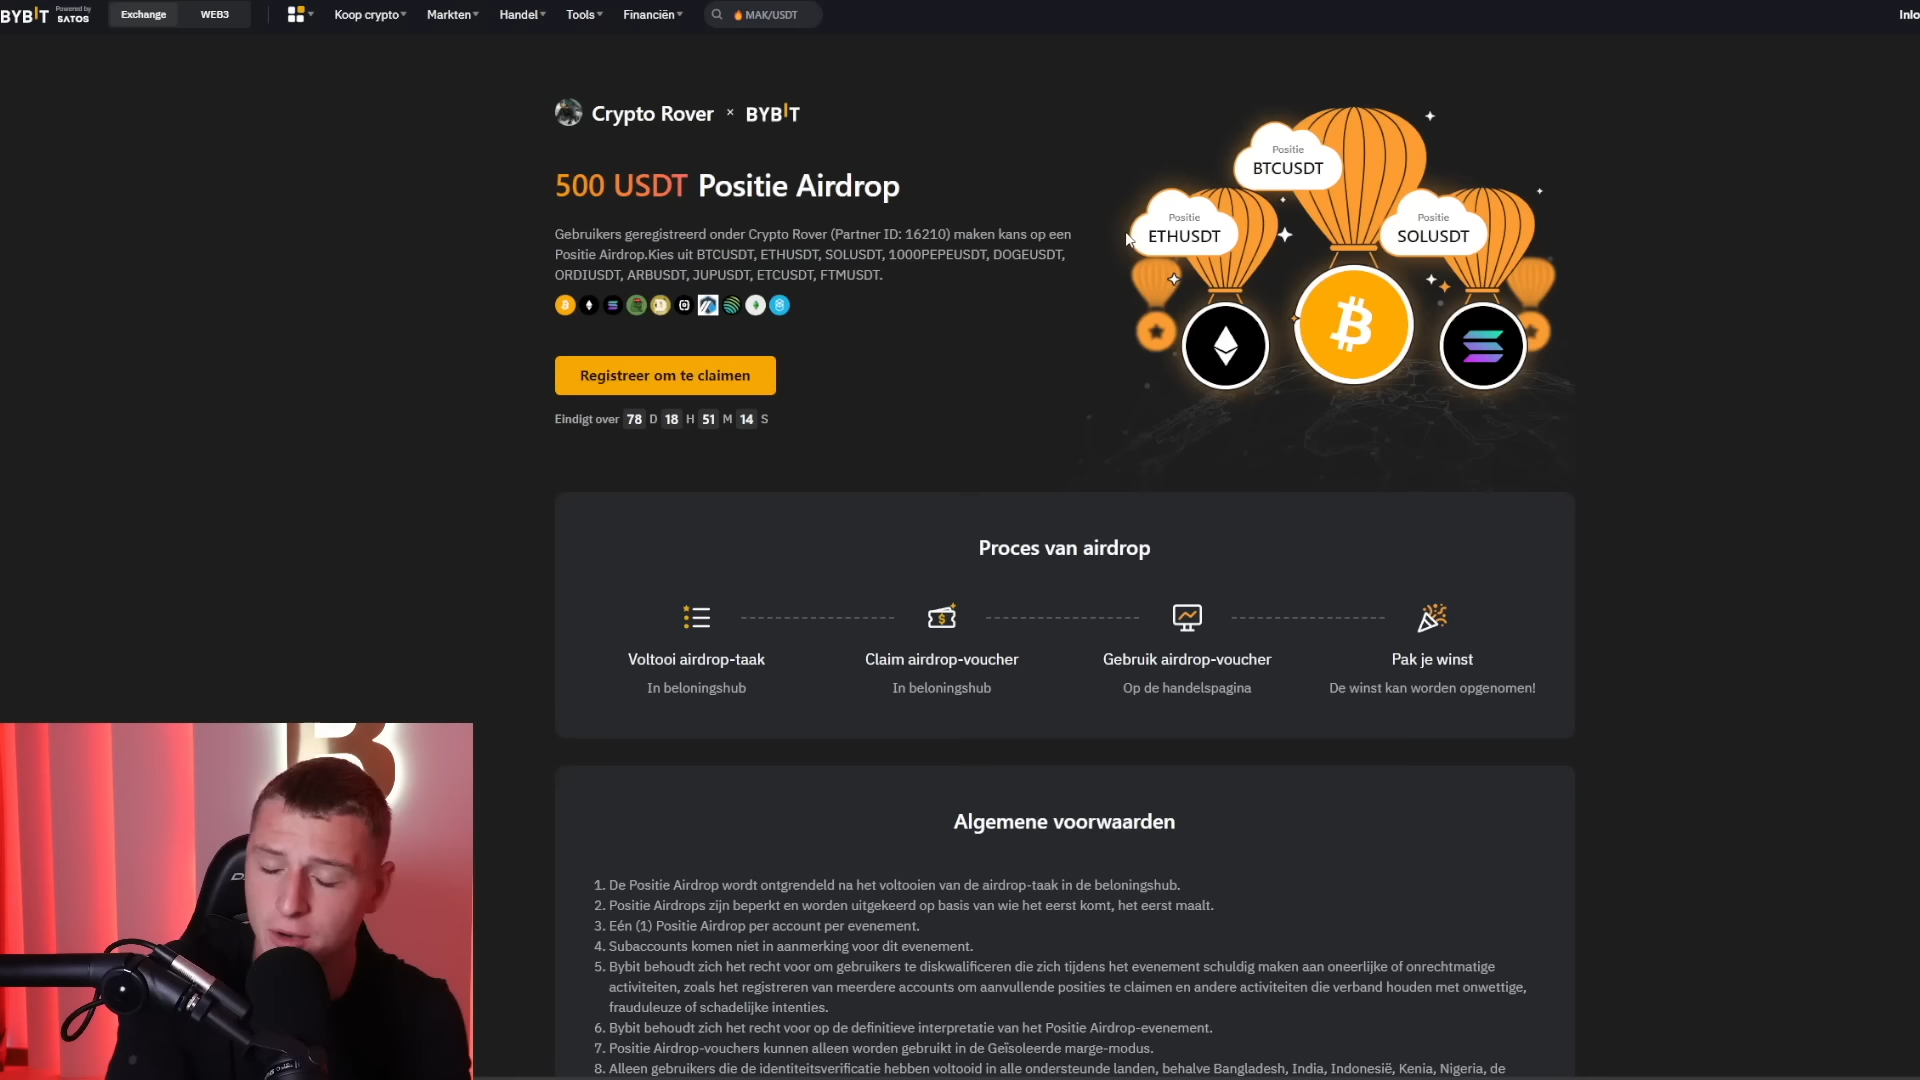 BYBIT Powered by SATOS Exchange WEB3 Koop crypto Markten Handel Tools Financiën MAK/USDT Inlo
Crypto Rover × BYBIT
500 USDT Positie Airdrop
Gebruikers geregistreerd onder Crypto Rover (Partner ID: 16210) maken kans op een
Positie Airdrop.Kies uit BTCUSDT, ETHUSDT, SOLUSDT, 1000PEPEUSDT, DOGEUSDT,
ORDIUSDT, ARBUSDT, JUPUSDT, ETCUSDT, FTMUSDT.
Registreer om te claimen
Eindigt over 78 D 18 H 51 M 14 S
Positie
BTCUSDT
Positie
ETHUSDT
Positie
SOLUSDT
Proces van airdrop
Voltooi airdrop-taak
In beloningshub
Claim airdrop-voucher
In beloningshub
Gebruik airdrop-voucher
Op de handelspagina
Pak je winst
De winst kan worden opgenomen!
Algemene voorwaarden
1. De Positie Airdrop wordt ontgrendeld na het voltooien van de airdrop-taak in de beloningshub.
2. Positie Airdrops zijn beperkt en worden uitgekeerd op basis van wie het eerst komt, het eerst maalt.
3. Eén (1) Positie Airdrop per account per evenement.
4. Subaccounts komen niet in aanmerking voor dit evenement.
5. Bybit behoudt zich het recht voor om gebruikers te diskwalificeren die zich tijdens het evenement schuldig maken aan oneerlijke of onrechtmatige
activiteiten, zoals het registreren van meerdere accounts om aanvullende posities te claimen en andere activiteiten die verband houden met onwettige,
frauduleuze of schadelijke intenties.
6. Bybit behoudt zich het recht voor op de definitieve interpretatie van het Positie Airdrop-evenement.
7. Positie Airdrop-vouchers kunnen alleen worden gebruikt in de Geïsoleerde marge-modus.
8. Alleen gebruikers die de identiteitsverificatie hebben voltooid in alle ondersteunde landen, behalve Bangladesh, India, Indonesië, Kenia, Nigeria, de